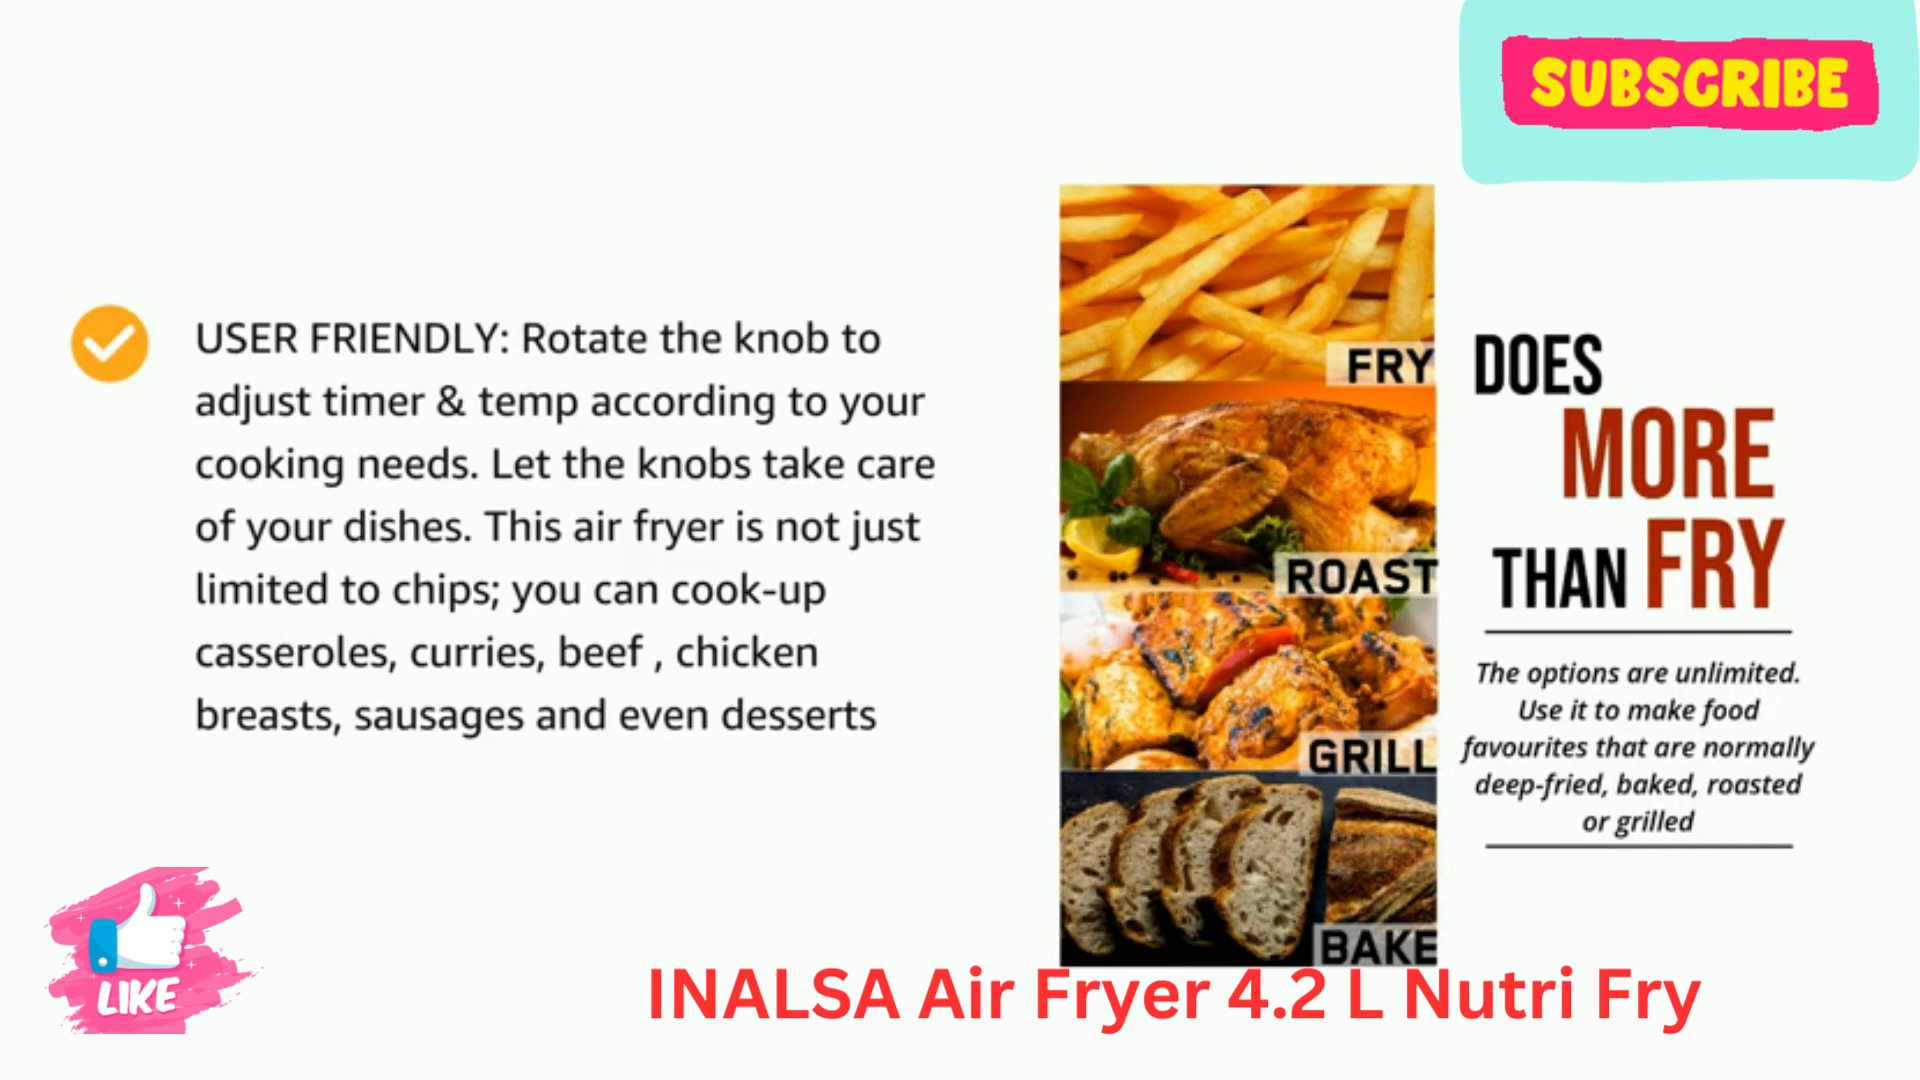 SUBSCRIBE
USER FRIENDLY: Rotate the knob to
adjust timer & temp according to your
cooking needs. Let the knobs take care
of your dishes. This air fryer is not just
limited to chips; you can cook-up
casseroles, curries, beef , chicken
breasts, sausages and even desserts
FRY
ROAST
GRILL
BAKE
DOES
MORE
THAN FRY
The options are unlimited.
Use it to make food
favourites that are normally
deep-fried, baked, roasted
or grilled
LIKE
INALSA Air Fryer 4.2 L Nutri Fry